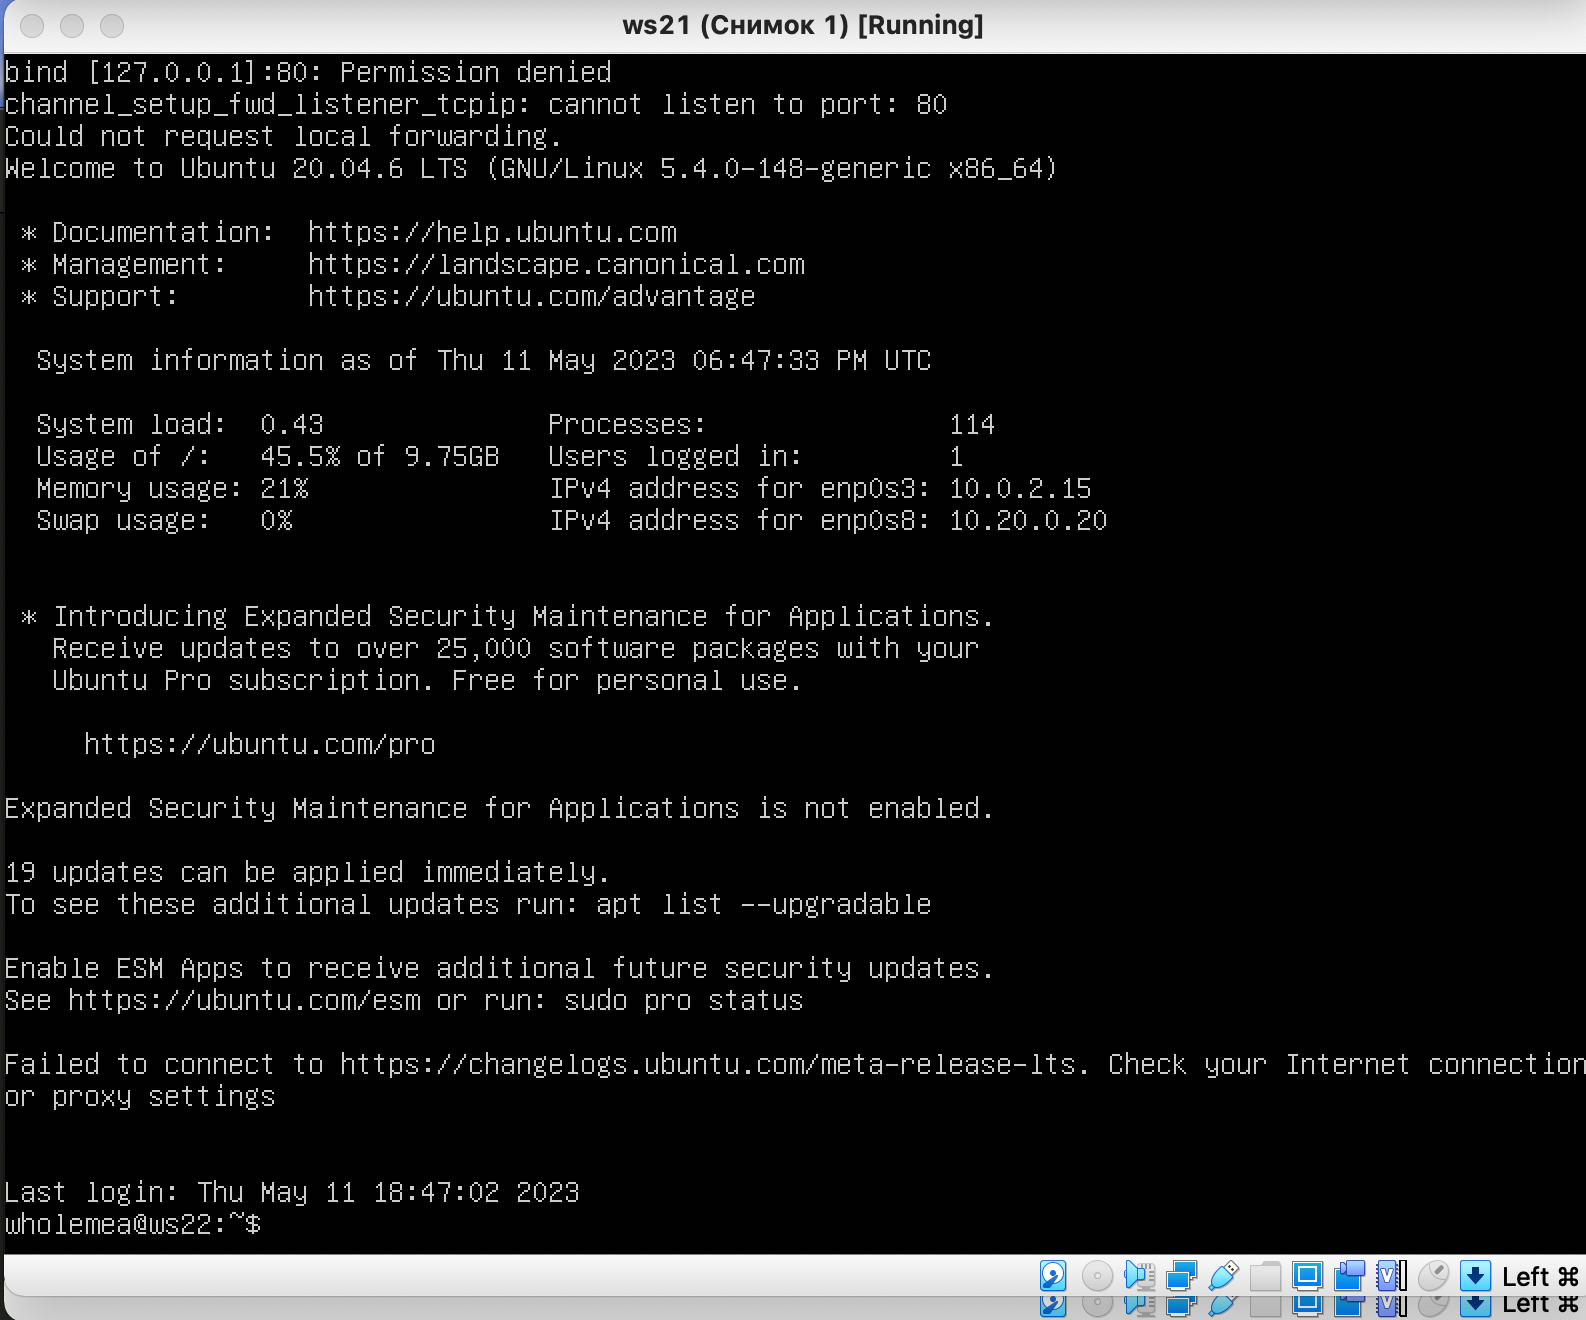 ws21 (Снимок 1) [Running]
bind [127.0.0.1]:80: Permission denied
channel_setup_fwd_listener_tcpip: cannot listen to port: 80
Could not request local forwarding.
Welcome to Ubuntu 20.04.6 LTS (GNU/Linux 5.4.0-148-generic x86_64)
* Documentation:  https://help.ubuntu.com
* Management:     https://landscape.canonical.com
* Support:        https://ubuntu.com/advantage
System information as of Thu 11 May 2023 06:47:33 PM UTC
System load:  0.43              Processes:               114
Usage of /:   45.5% of 9.75GB   Users logged in:         1
Memory usage: 21%               IPv4 address for enp0s3: 10.0.2.15
Swap usage:   0%                IPv4 address for enp0s8: 10.20.0.20
* Introducing Expanded Security Maintenance for Applications.
Receive updates to over 25,000 software packages with your
Ubuntu Pro subscription. Free for personal use.
https://ubuntu.com/pro
Expanded Security Maintenance for Applications is not enabled.
19 updates can be applied immediately.
To see these additional updates run: apt list --upgradable
Enable ESM Apps to receive additional future security updates.
See https://ubuntu.com/esm or run: sudo pro status
Failed to connect to https://changelogs.ubuntu.com/meta-release-lts. Check your Internet connection
or proxy settings
Last login: Thu May 11 18:47:02 2023
wholemea@ws22:~$
Left ⌘
Left ⌘